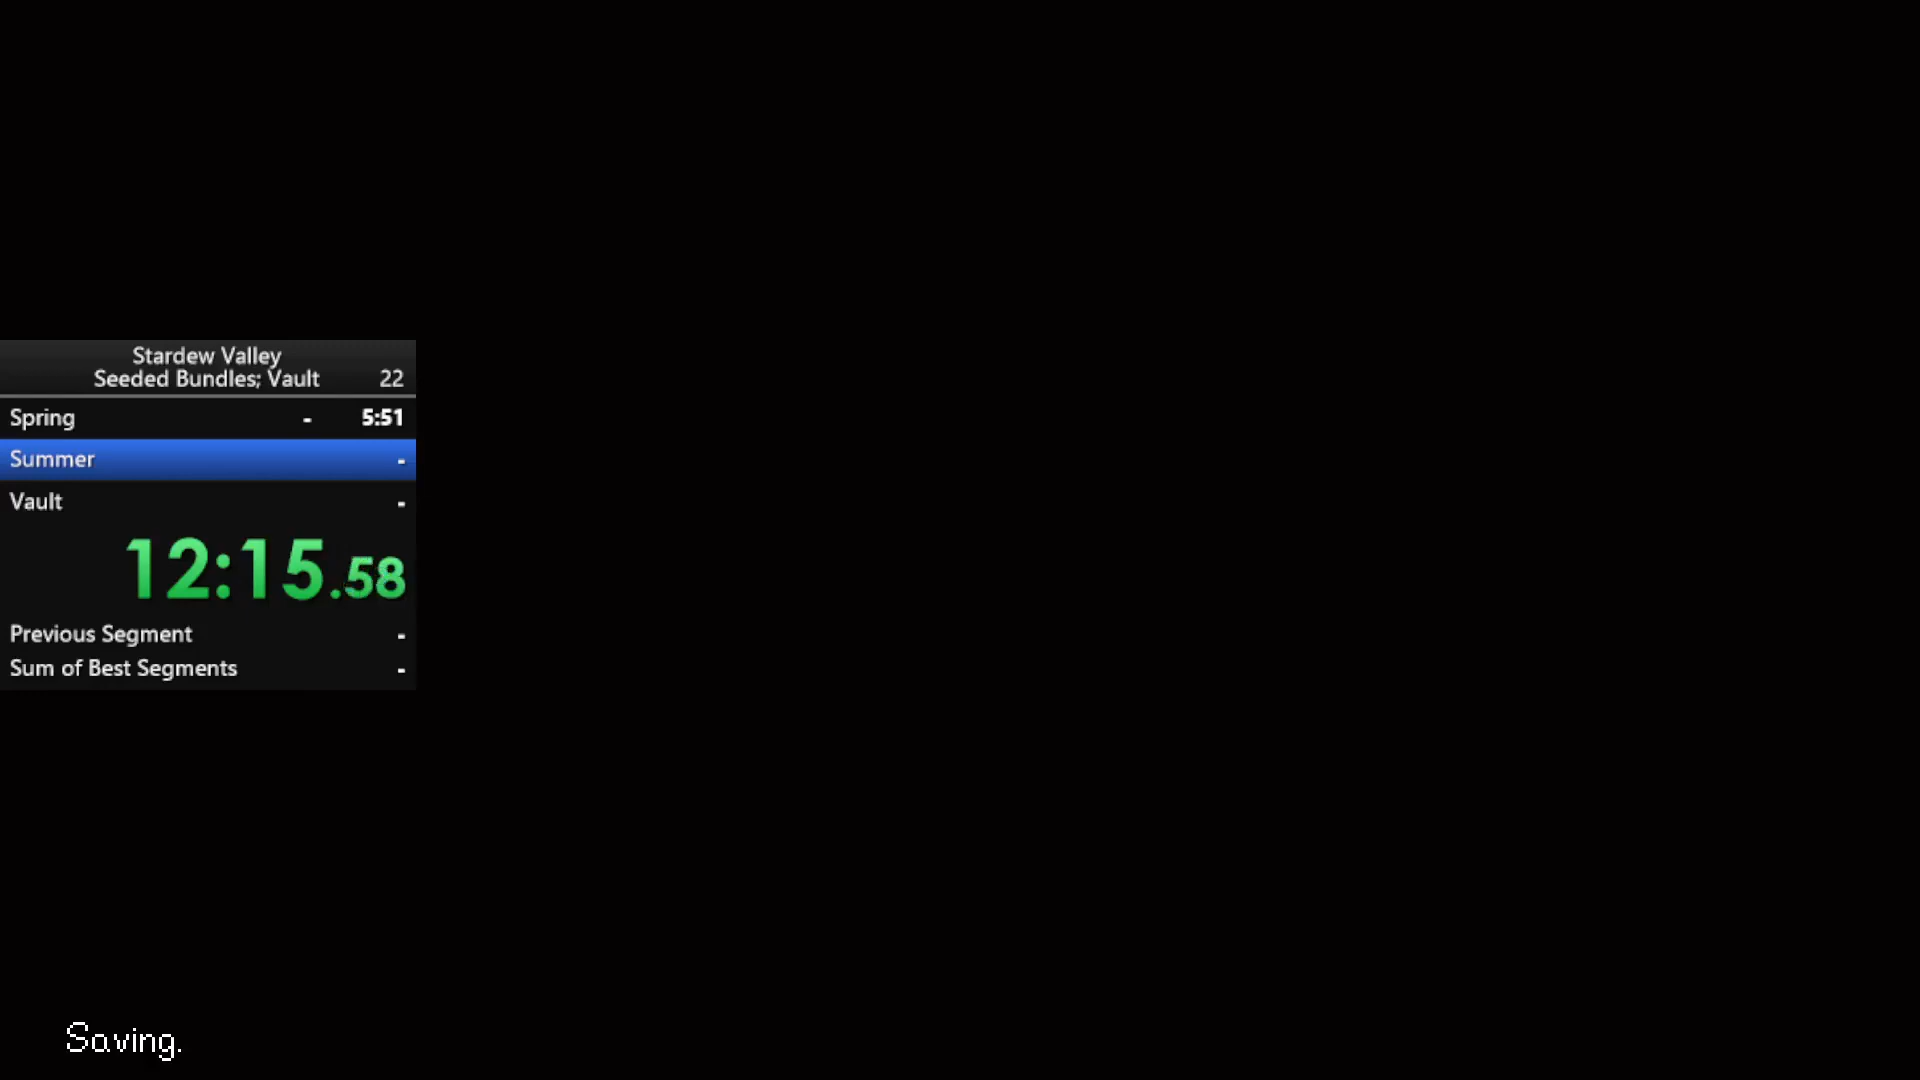 Stardew Valley
Seeded Bundles; Vault 22
Spring - 5:51
Summer -
Vault -
12:15.58
Previous Segment -
Sum of Best Segments -
Saving.